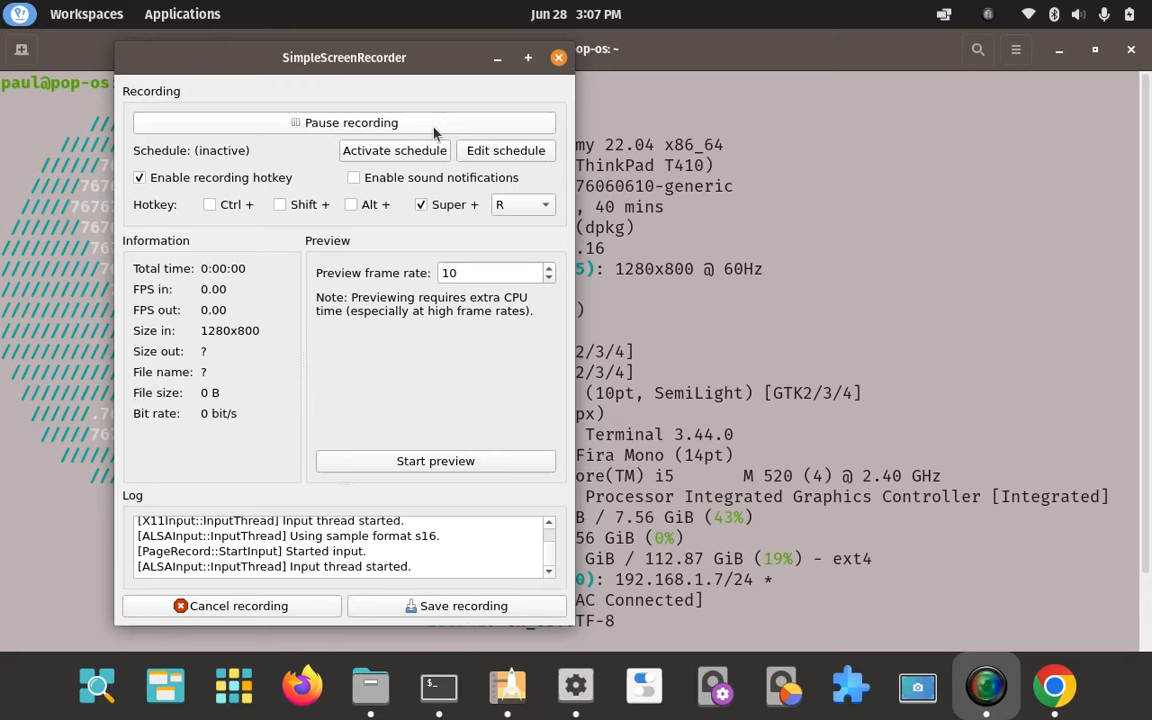 Workspaces Applications Jun 28 3:07 PM
SimpleScreenRecorder
pop-os: ~
paul@pop-os:
Recording
Pause recording
Schedule: (inactive) Activate schedule Edit schedule
Enable recording hotkey Enable sound notifications
Hotkey: Ctrl + Shift + Alt + Super + R
Information
Total time: 0:00:00
FPS in: 0.00
FPS out: 0.00
Size in: 1280x800
Size out: ?
File name: ?
File size: 0 B
Bit rate: 0 bit/s
Preview
Preview frame rate: 10
Note: Previewing requires extra CPU
time (especially at high frame rates).
Start preview
Log
[X11Input::InputThread] Input thread started.
[ALSAInput::InputThread] Using sample format s16.
[PageRecord::StartInput] Started input.
[ALSAInput::InputThread] Input thread started.
Cancel recording Save recording
my 22.04 x86_64
ThinkPad T410)
76060610-generic
, 40 mins
(dpkg)
.16
5): 1280x800 @ 60Hz
)
2/3/4]
2/3/4]
(10pt, SemiLight) [GTK2/3/4]
px)
Terminal 3.44.0
Fira Mono (14pt)
ore(TM) i5 M 520 (4) @ 2.40 GHz
Processor Integrated Graphics Controller [Integrated]
B / 7.56 GiB (43%)
56 GiB (0%)
GiB / 112.87 GiB (19%) - ext4
0): 192.168.1.7/24 *
AC Connected]
TF-8